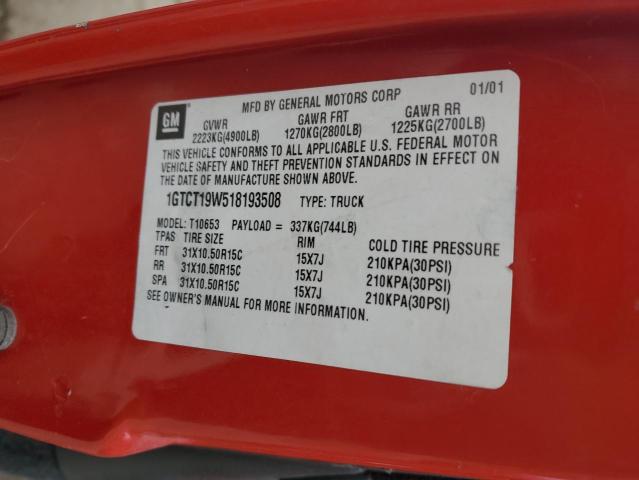 MFD BY GENERAL MOTORS CORP 01/01
GM
GVWR GAWR FRT GAWR RR
2223KG(4900LB) 1270KG(2800LB) 1225KG(2700LB)
THIS VEHICLE CONFORMS TO ALL APPLICABLE U.S. FEDERAL MOTOR
VEHICLE SAFETY AND THEFT PREVENTION STANDARDS IN EFFECT ON
THE DATE OF MANUFACTURE SHOWN ABOVE.
1GTCT19W518193508 TYPE: TRUCK
MODEL: T10653 PAYLOAD = 337KG(744LB)
TPAS TIRE SIZE RIM COLD TIRE PRESSURE
FRT 31X10.50R15C 15X7J 210KPA(30PSI)
RR 31X10.50R15C 15X7J 210KPA(30PSI)
SPA 31X10.50R15C 15X7J 210KPA(30PSI)
SEE OWNER'S MANUAL FOR MORE INFORMATION.